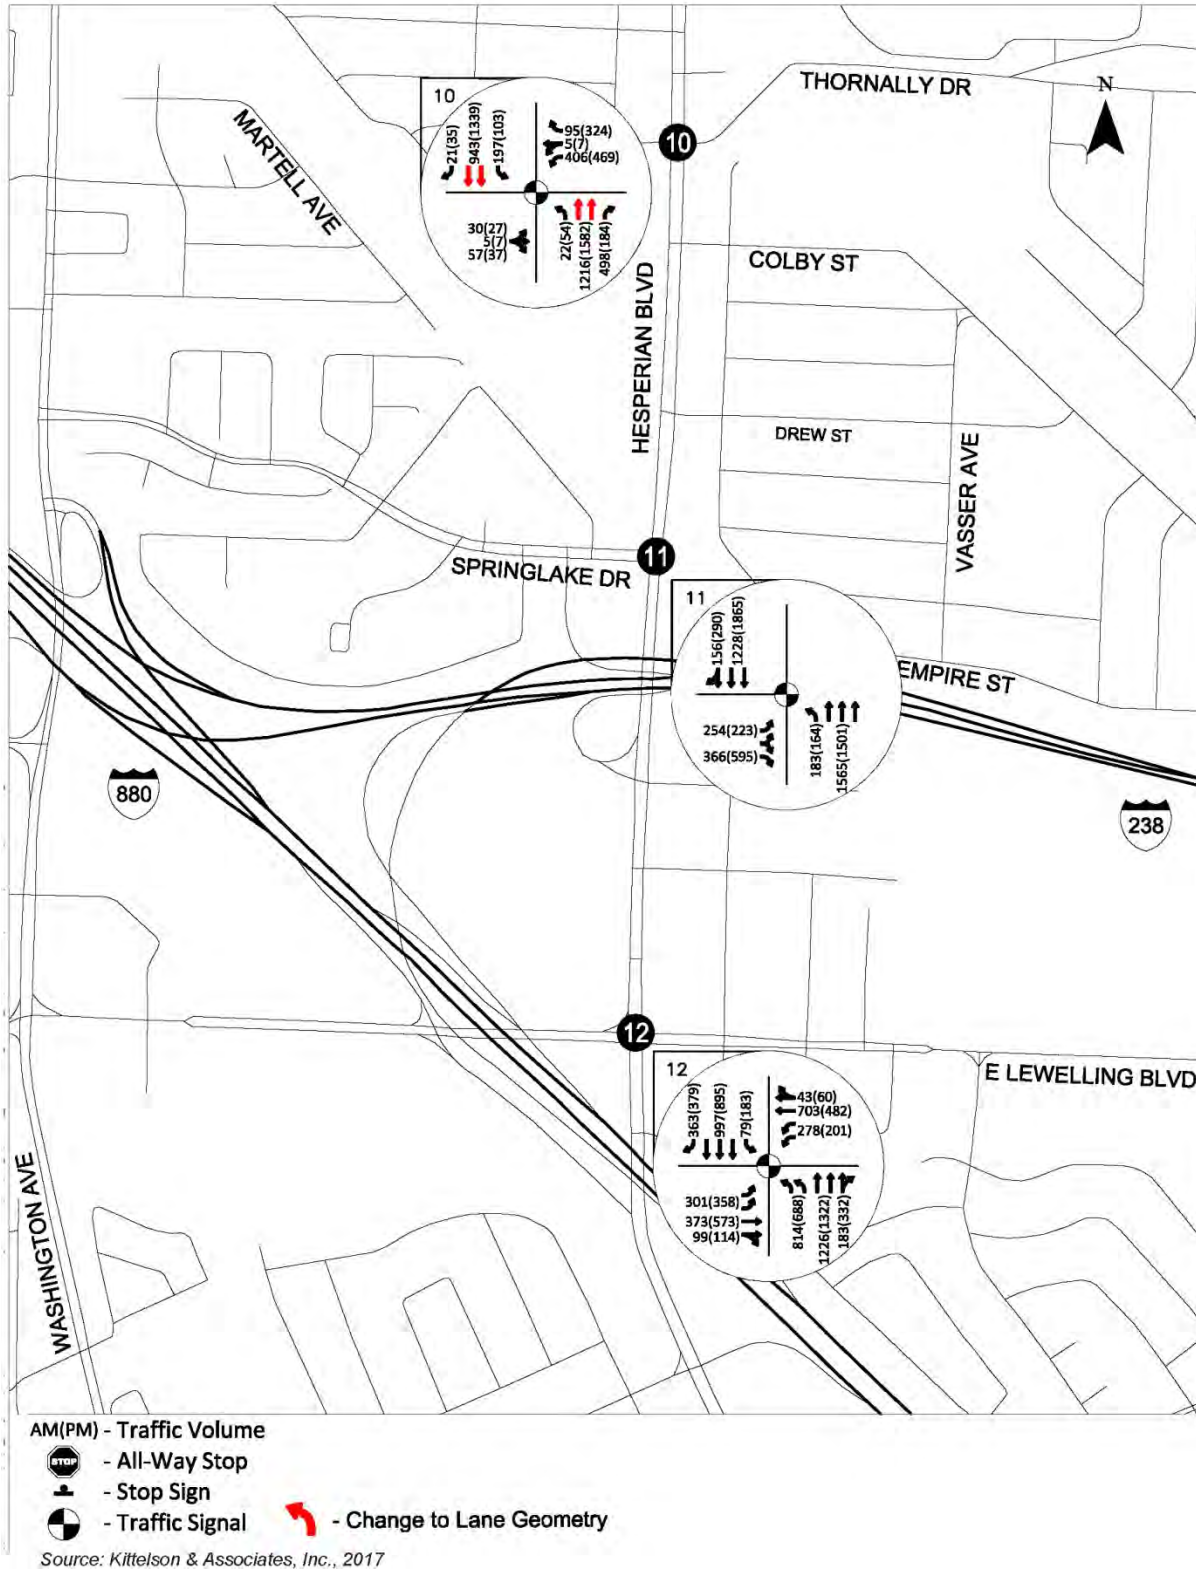 THORNALLY DR
N
10
10
21(35)
943(1339)
197(103)
95(324)
5(7)
406(469)
30(27)
5(7)
57(37)
22(54)
1216(1582)
498(184)
MARTELL AVE
HESPERIAN BLVD
COLBY ST
DREW ST
VASSER AVE
11
SPRINGLAKE DR
11
156(290)
1228(1865)
254(223)
366(595)
183(164)
1565(1501)
EMPIRE ST
880
238
12
12
363(379)
997(895)
79(183)
43(60)
703(482)
278(201)
301(358)
373(573)
99(114)
814(688)
1226(1322)
183(332)
E LEWELLING BLVD
WASHINGTON AVE
AM(PM) - Traffic Volume
STOP - All-Way Stop
- Stop Sign
- Traffic Signal - Change to Lane Geometry
Source: Kittelson & Associates, Inc., 2017